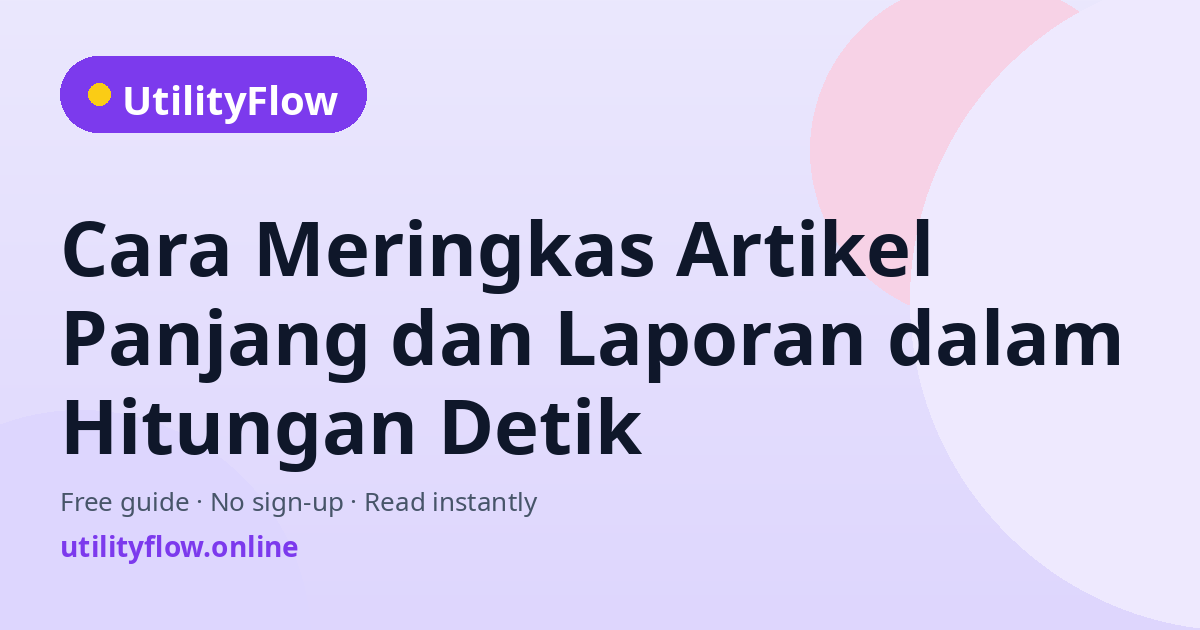 UtilityFlow
Cara Meringkas Artikel
Panjang dan Laporan dalam
Hitungan Detik
Free guide · No sign-up · Read instantly
utilityflow.online